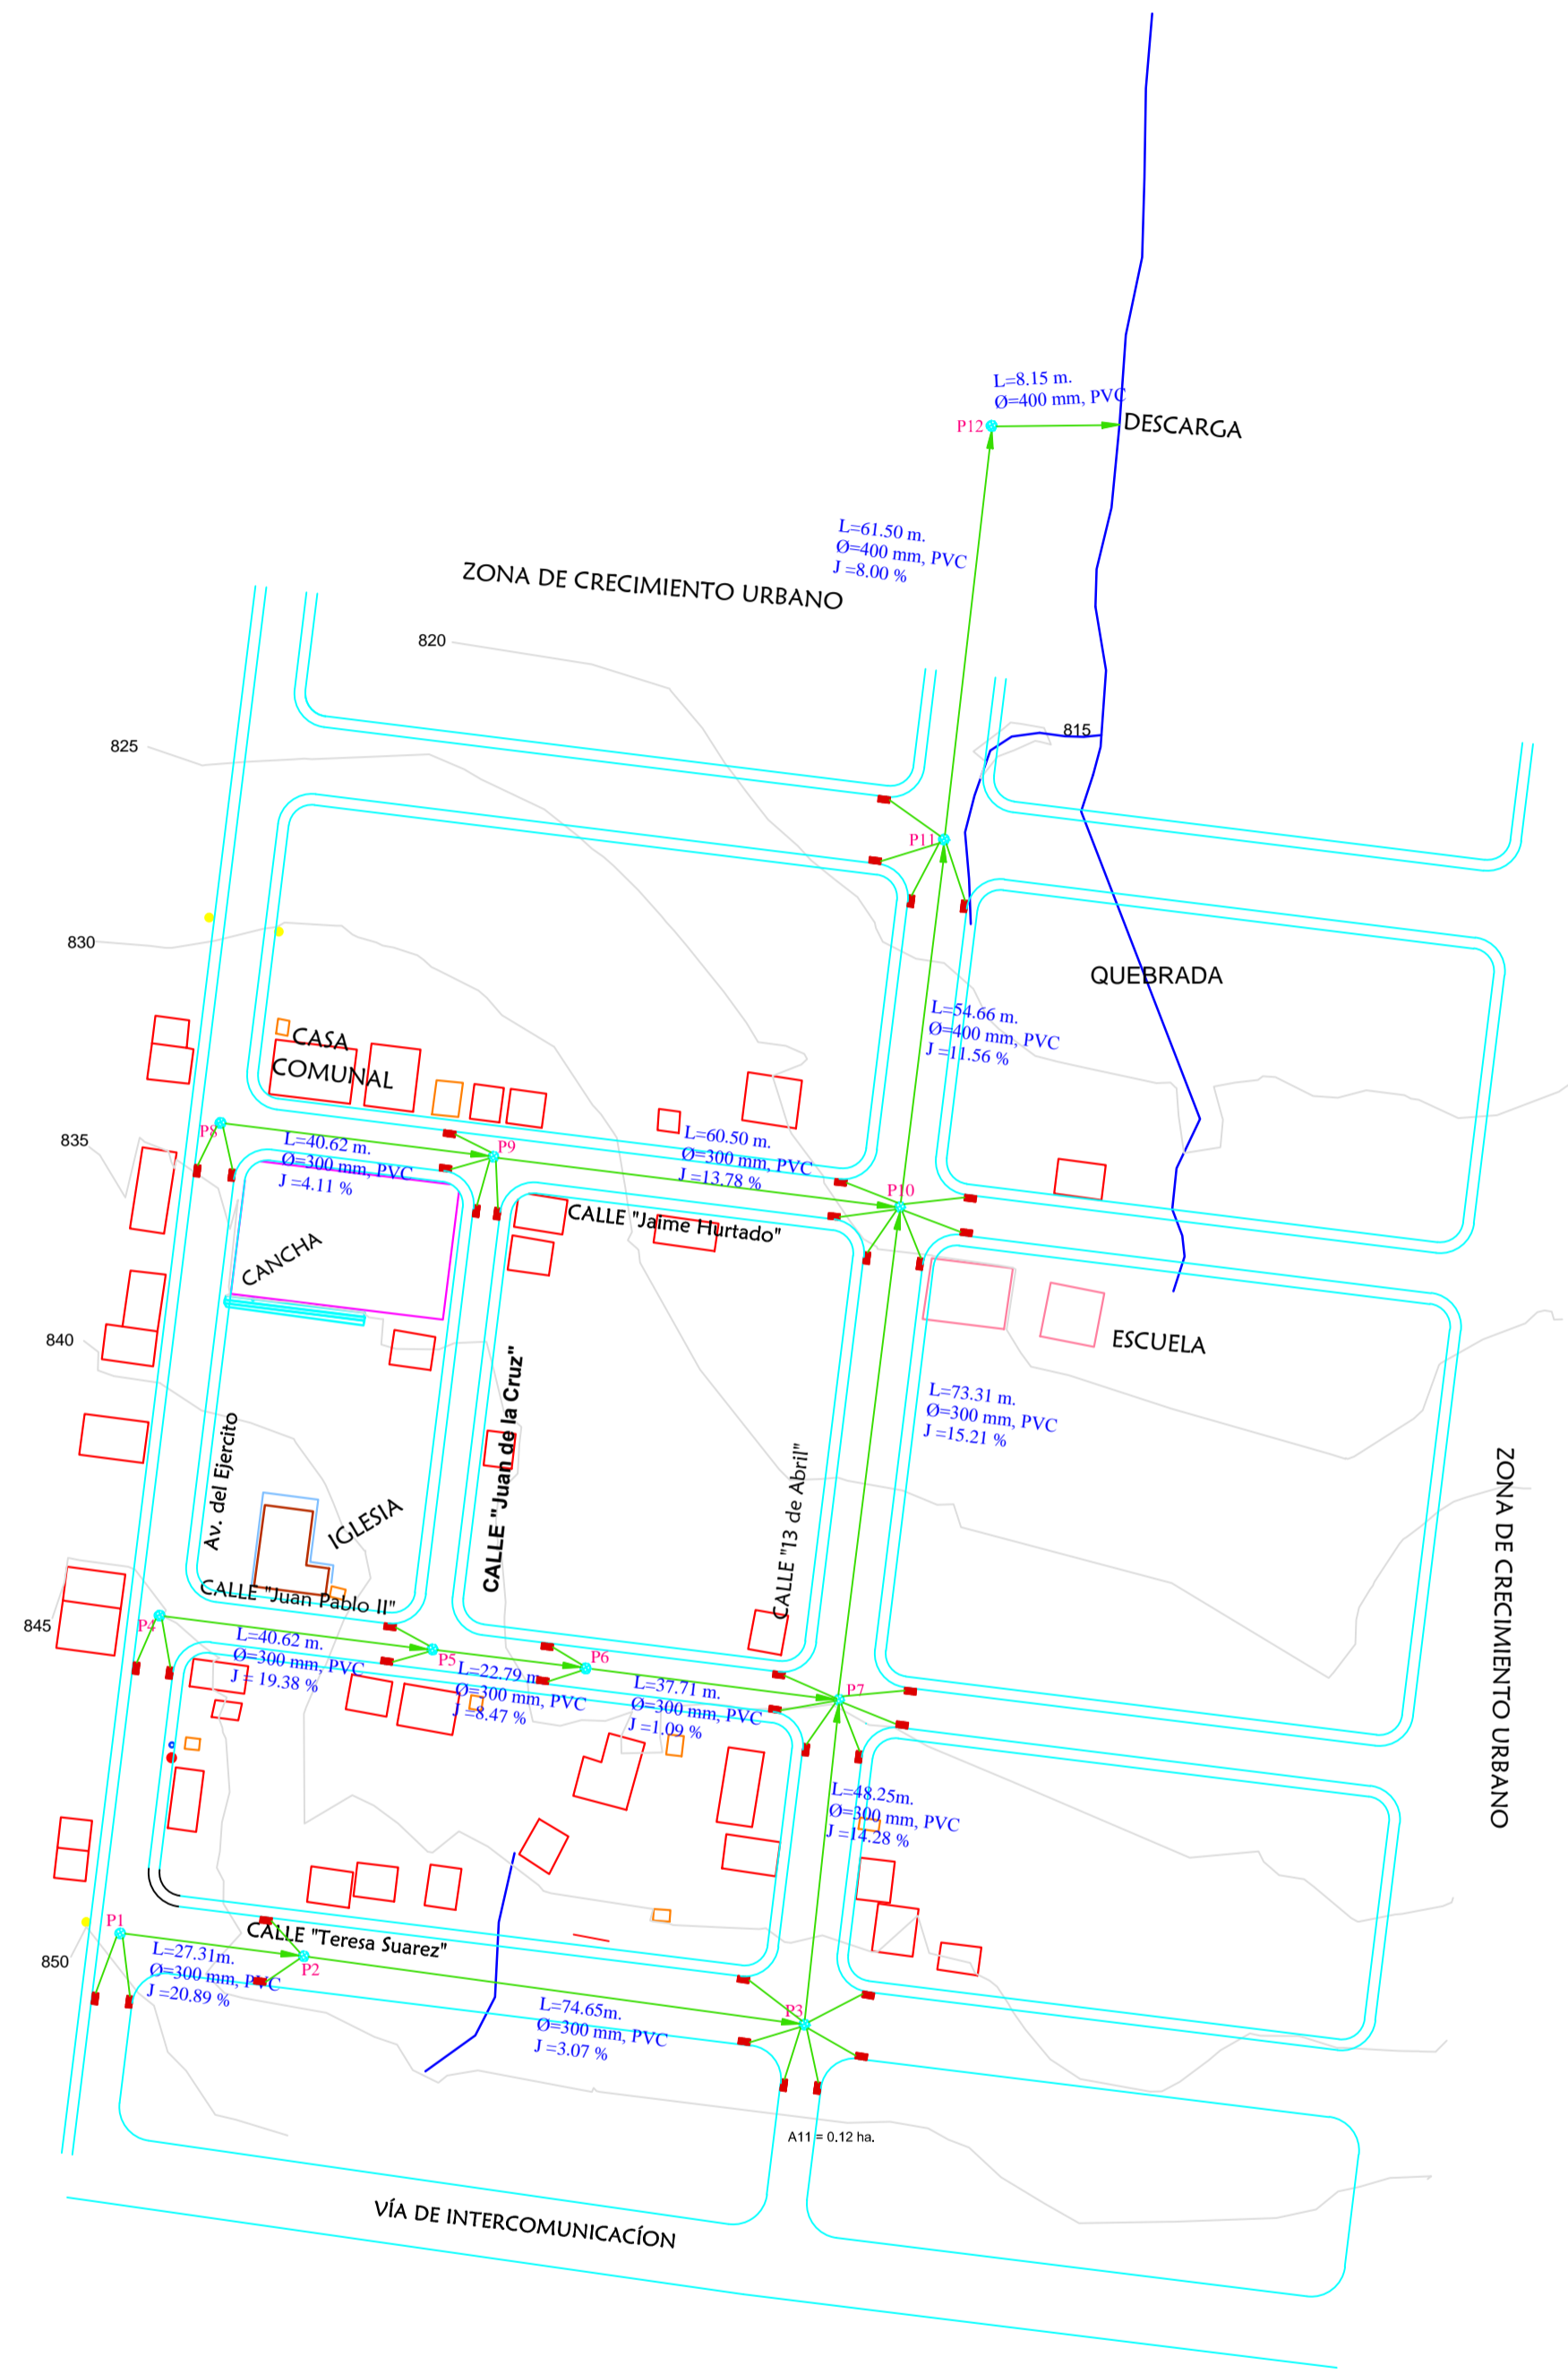 L=8.15 m.
Ø=400 mm, PVC
P12
DESCARGA
L=61.50 m.
Ø=400 mm, PVC
J =8.00 %
ZONA DE CRECIMIENTO URBANO
820
825
815
P11
830
QUEBRADA
L=54.66 m.
Ø=400 mm, PVC
J =11.56 %
CASA
COMUNAL
835
P8
L=40.62 m.
Ø=300 mm, PVC
J =4.11 %
P9
L=60.50 m.
Ø=300 mm, PVC
J =13.78 %
P10
CALLE "Jaime Hurtado"
CANCHA
840
ESCUELA
L=73.31 m.
Ø=300 mm, PVC
J =15.21 %
Av. del Ejercito
CALLE "Juan de la Cruz"
CALLE "13 de Abril"
ZONA DE CRECIMIENTO URBANO
IGLESIA
CALLE "Juan Pablo II"
845
P4
L=40.62 m.
Ø=300 mm, PVC
J = 19.38 %
P5
L=22.79 m.
Ø=300 mm, PVC
J =8.47 %
P6
L=37.71 m.
Ø=300 mm, PVC
J =1.09 %
P7
L=48.25m.
Ø=300 mm, PVC
J =14.28 %
P1
CALLE "Teresa Suarez"
850
L=27.31m.
Ø=300 mm, PVC
J =20.89 %
P2
L=74.65m.
Ø=300 mm, PVC
J =3.07 %
P3
A11 = 0.12 ha.
VÍA DE INTERCOMUNICACÍON